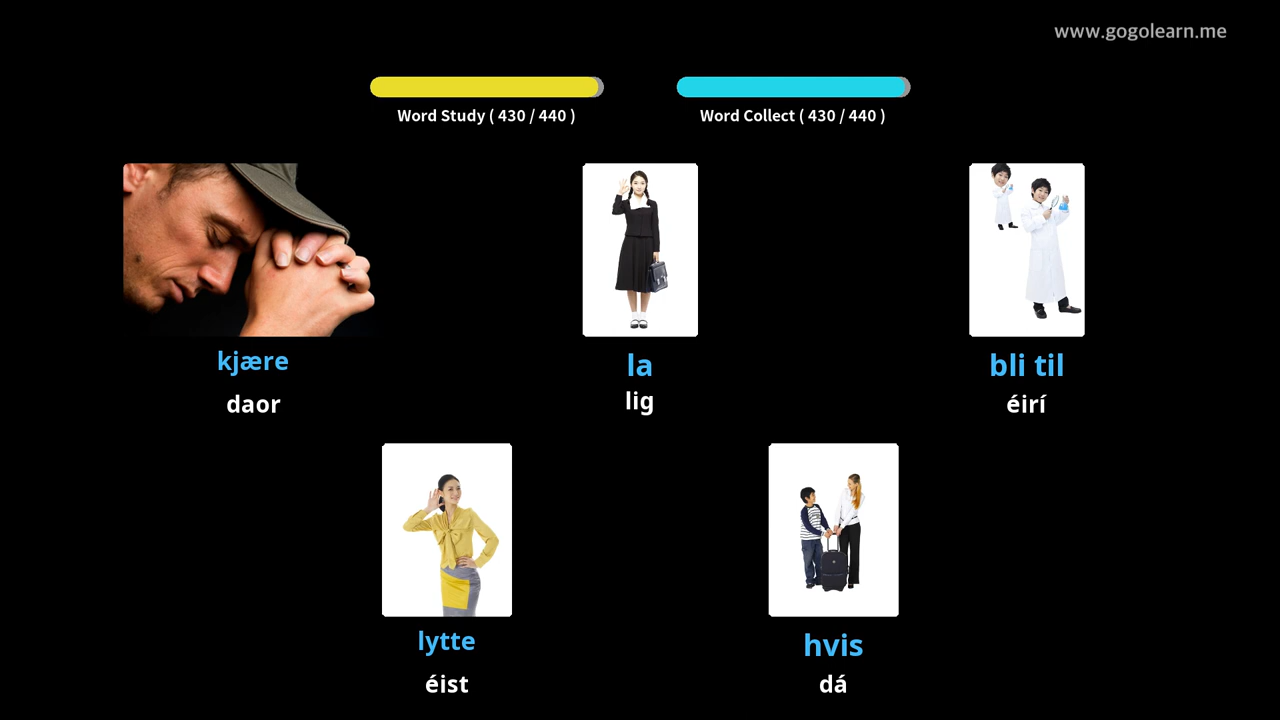 www.gogolearn.me
Word Study ( 430 / 440 )
Word Collect ( 430 / 440 )
kjære
daor
la
lig
bli til
éirí
lytte
éist
hvis
dá